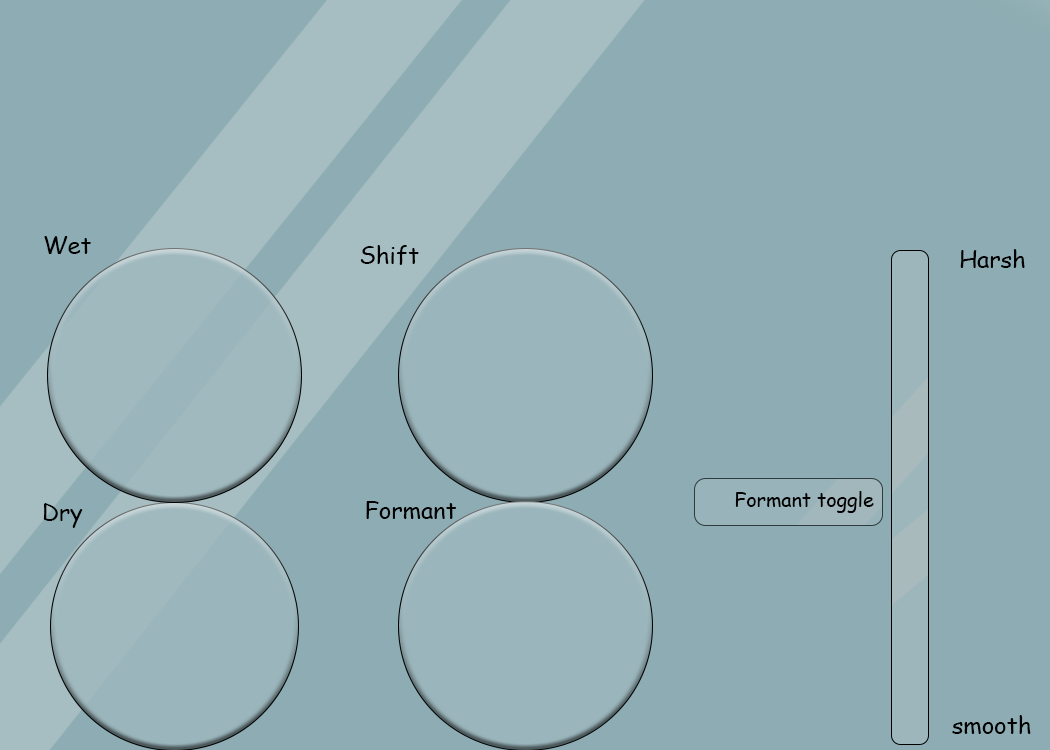 Wet
Shift
Harsh
Dry
Formant
Formant toggle
smooth